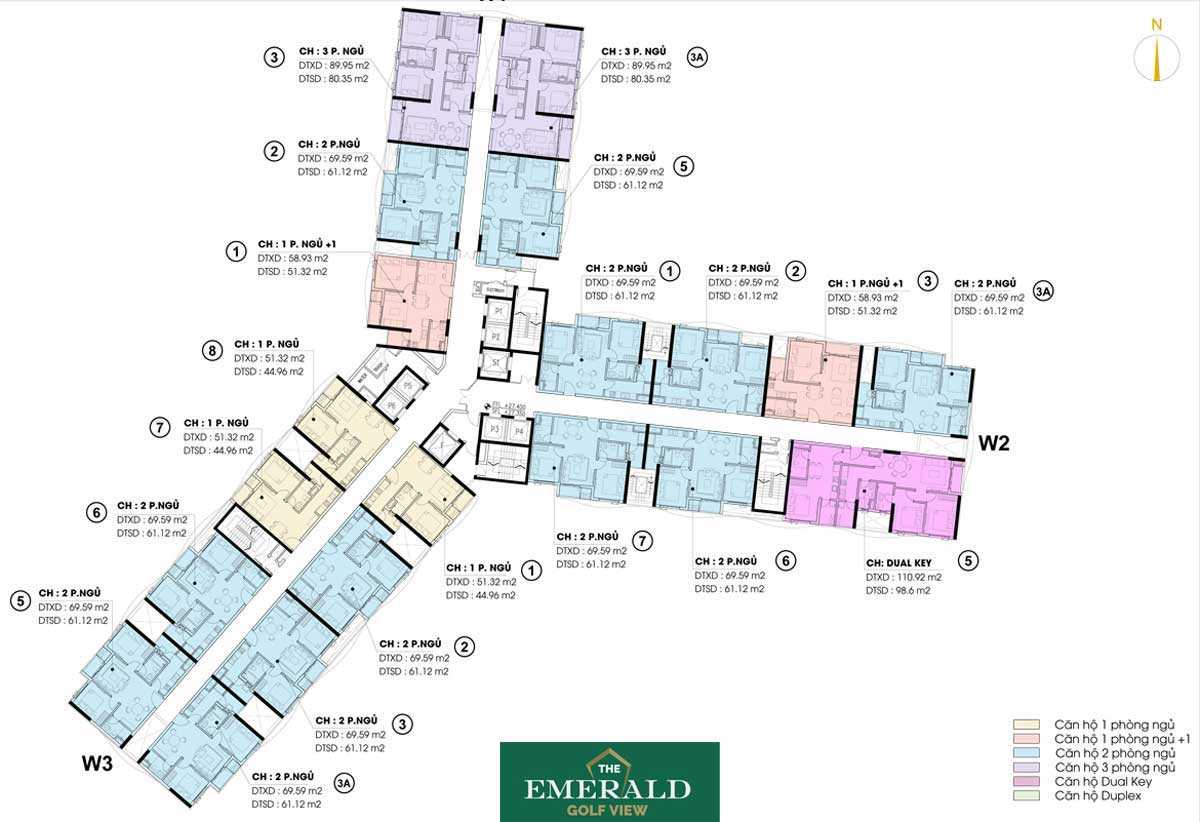 N
3
CH : 3 P. NGỦ
DTXD : 89.95 m2
DTSD : 80.35 m2
CH : 3 P. NGỦ
DTXD : 89.95 m2
DTSD : 80.35 m2
3A
2
CH : 2 P. NGỦ
DTXD : 69.59 m2
DTSD : 61.12 m2
CH : 2 P.NGỦ
DTXD : 69.59 m2
DTSD : 61.12 m2
5
1
CH : 1 P. NGỦ +1
DTXD : 58.93 m2
DTSD : 51.32 m2
CH : 2 P.NGỦ
DTXD : 69.59 m2
DTSD : 61.12 m2
1
CH : 2 P.NGỦ
DTXD : 69.59 m2
DTSD : 61.12 m2
2
CH : 1 P.NGỦ +1
DTXD : 58.93 m2
DTSD : 51.32 m2
3
CH : 2 P.NGỦ
DTXD : 69.59 m2
DTSD : 61.12 m2
3A
P1
P2
S1
P5
P6
P3
P4
+27.400
8
CH : 1 P. NGỦ
DTXD : 51.32 m2
DTSD : 44.96 m2
7
CH : 1 P. NGỦ
DTXD : 51.32 m2
DTSD : 44.96 m2
W2
6
CH : 2 P.NGỦ
DTXD : 69.59 m2
DTSD : 61.12 m2
CH : 2 P.NGỦ
DTXD : 69.59 m2
DTSD : 61.12 m2
7
CH : 2 P.NGỦ
DTXD : 69.59 m2
DTSD : 61.12 m2
6
CH: DUAL KEY
DTXD : 110.92 m2
DTSD : 98.6 m2
5
CH : 1 P. NGỦ
DTXD : 51.32 m2
DTSD : 44.96 m2
1
5
CH : 2 P.NGỦ
DTXD : 69.59 m2
DTSD : 61.12 m2
CH : 2 P.NGỦ
DTXD : 69.59 m2
DTSD : 61.12 m2
2
CH : 2 P.NGỦ
DTXD : 69.59 m2
DTSD : 61.12 m2
3
CH : 2 P.NGỦ
DTXD : 69.59 m2
DTSD : 61.12 m2
3A
W3
THE
EMERALD
GOLF VIEW
Căn hộ 1 phòng ngủ
Căn hộ 1 phòng ngủ +1
Căn hộ 2 phòng ngủ
Căn hộ 3 phòng ngủ
Căn hộ Dual Key
Căn hộ Duplex